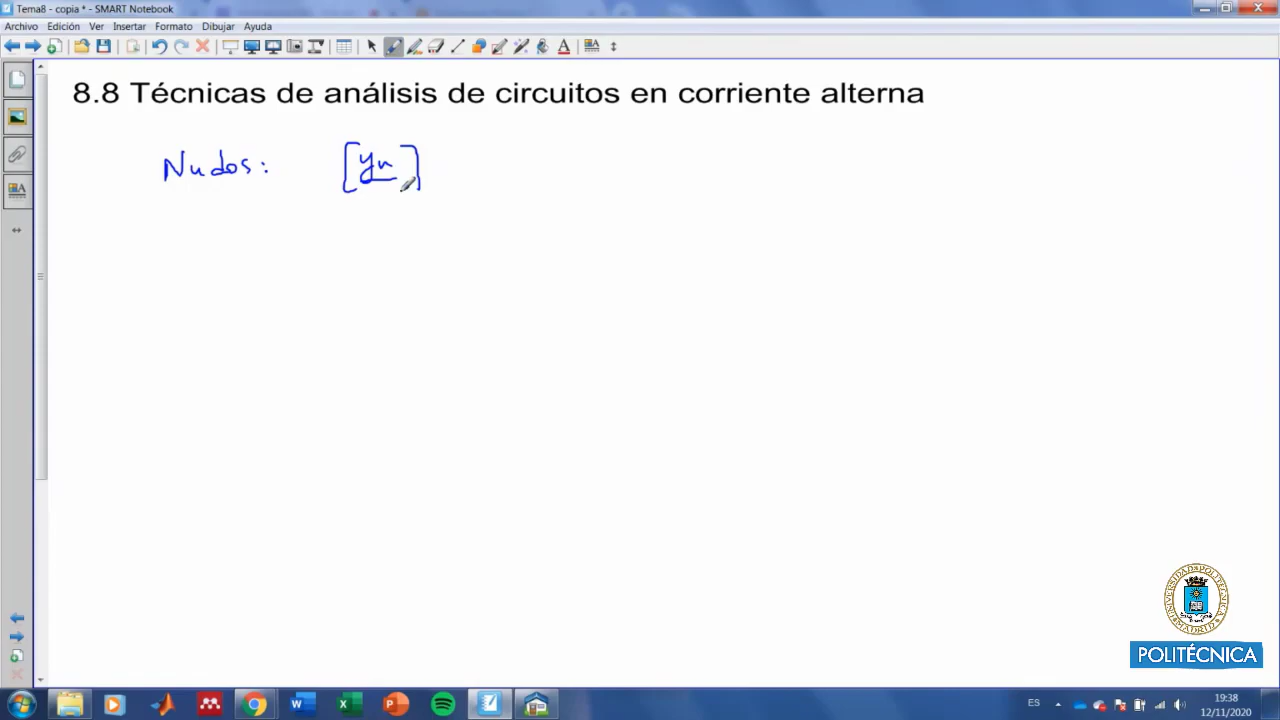 Tema8 - copia * - SMART Notebook
Archivo Edición Ver Insertar Formato Dibujar Ayuda
8.8 Técnicas de análisis de circuitos en corriente alterna
Nudos: [yn]
POLITÉCNICA
ES
19:38
12/11/2020